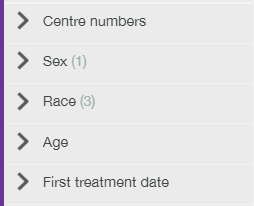 Centre numbers
Sex (1)
Race (3)
Age
First treatment date